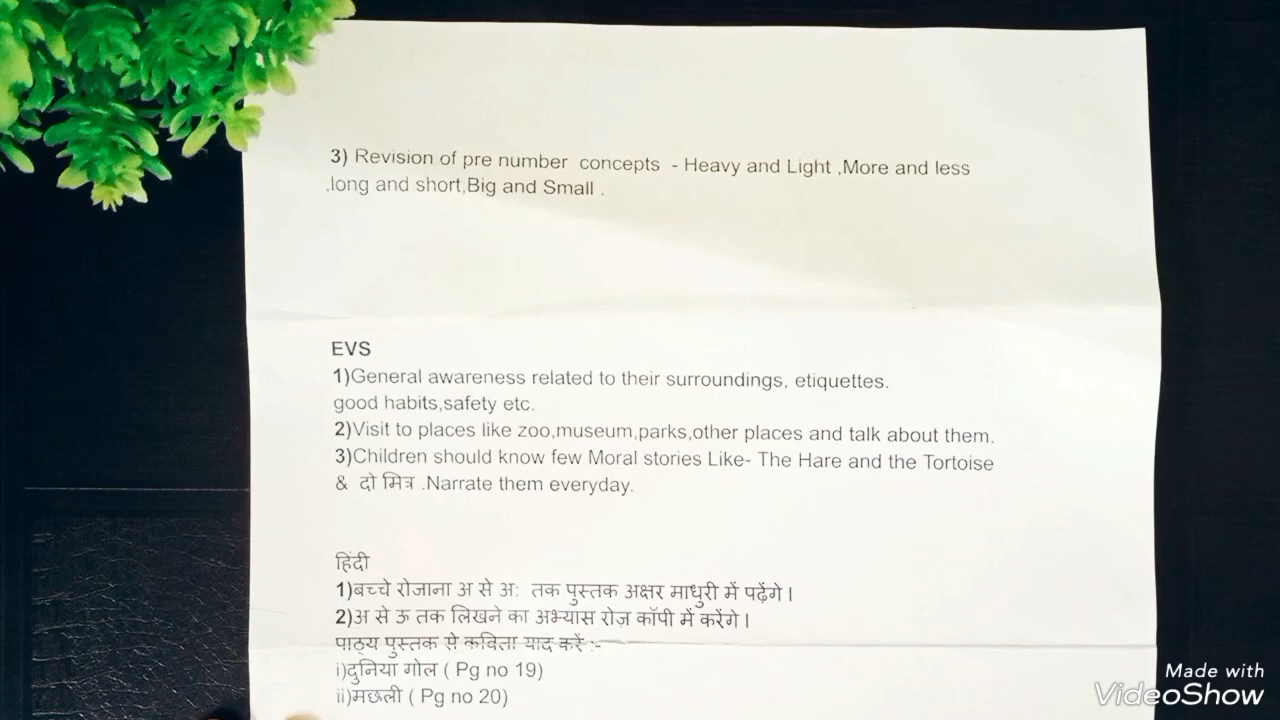 3) Revision of pre number concepts - Heavy and Light ,More and less
,long and short,Big and Small .
EVS
1)General awareness related to their surroundings, etiquettes.
good habits,safety etc.
2)Visit to places like zoo,museum,parks,other places and talk about them.
3)Children should know few Moral stories Like- The Hare and the Tortoise
& दो मित्र .Narrate them everyday.
हिंदी
1)बच्चे रोजाना अ से अः तक पुस्तक अक्षर माधुरी में पढ़ेंगे ।
2)अ से ऊ तक लिखने का अभ्यास रोज़ कॉपी में करेंगे ।
पाठ्य पुस्तक से कविता याद करें :-
i)दुनिया गोल ( Pg no 19)
ii)मछली ( Pg no 20)
Made with
VideoShow